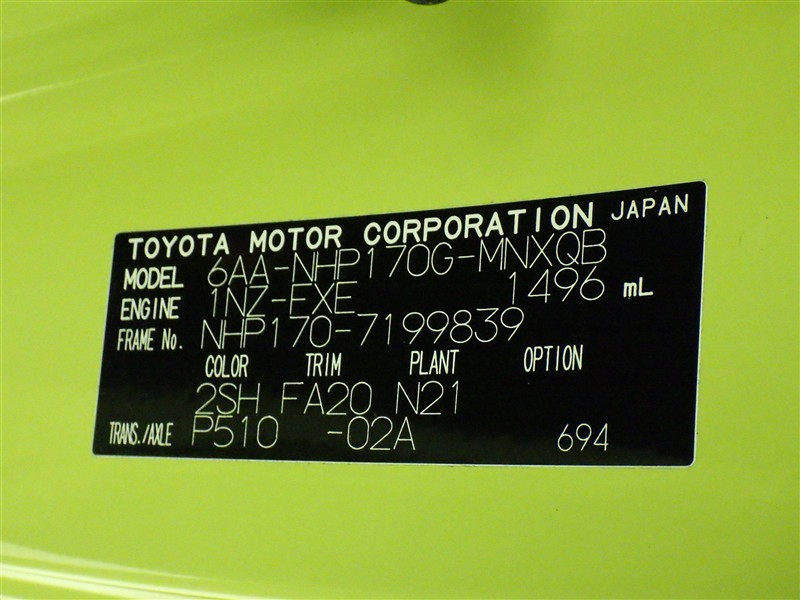 TOYOTA MOTOR CORPORATION JAPAN
MODEL 6AA-NHP170G-MNXQB
ENGINE 1NZ-FXE 1496 mL
FRAME No. NHP170-7199839
COLOR TRIM PLANT OPTION
2SH FA20 N21
TRANS./AXLE P510 -02A 694